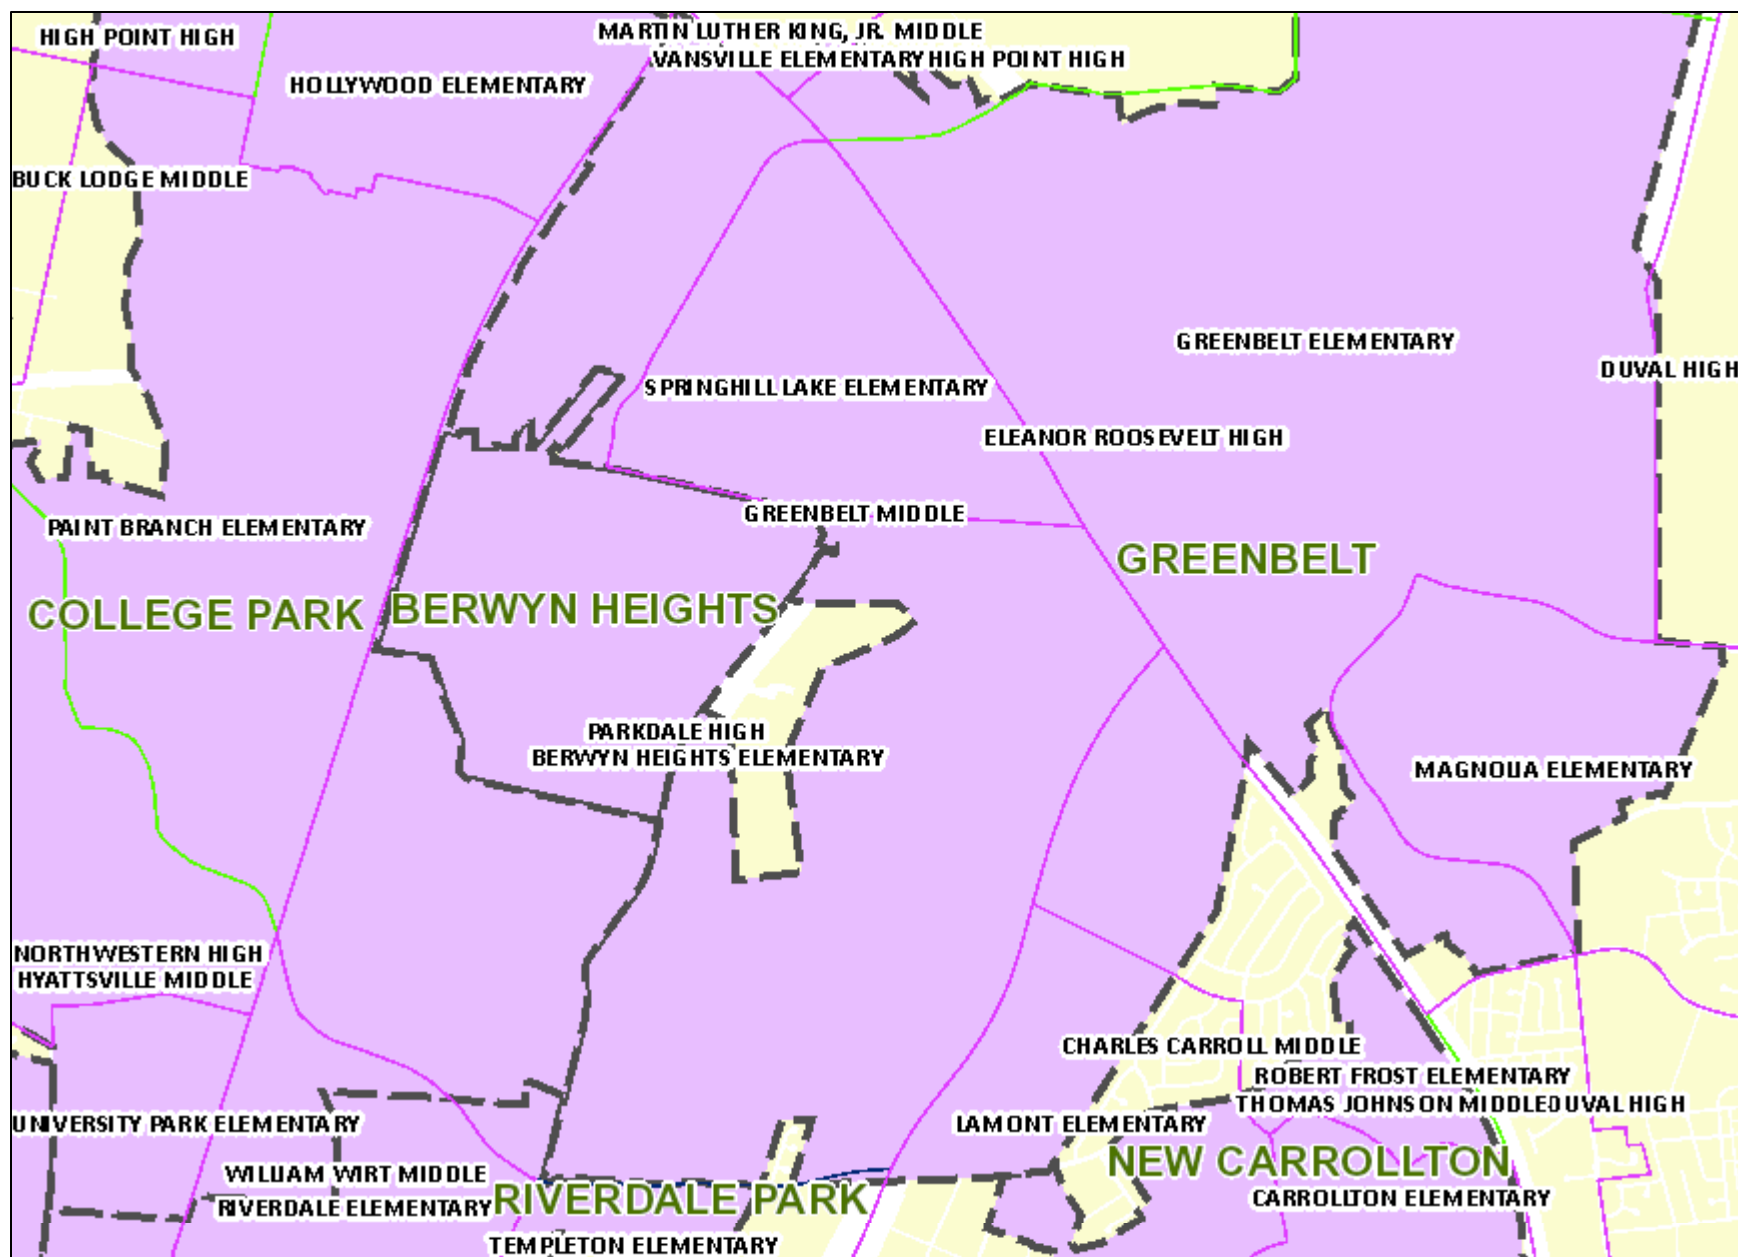 HIGH POINT HIGH
MARTIN LUTHER KING, JR. MIDDLE
VANSVILLE ELEMENTARY HIGH POINT HIGH
HOLLYWOOD ELEMENTARY
BUCK LODGE MIDDLE
GREENBELT ELEMENTARY
DUVAL HIGH
SPRINGHILL LAKE ELEMENTARY
ELEANOR ROOSEVELT HIGH
GREENBELT MIDDLE
PAINT BRANCH ELEMENTARY
GREENBELT
COLLEGE PARK
BERWYN HEIGHTS
PARKDALE HIGH
BERWYN HEIGHTS ELEMENTARY
MAGNOLIA ELEMENTARY
NORTHWESTERN HIGH
HYATTSVILLE MIDDLE
CHARLES CARROLL MIDDLE
ROBERT FROST ELEMENTARY
THOMAS JOHNSON MIDDLE DUVAL HIGH
UNIVERSITY PARK ELEMENTARY
LAMONT ELEMENTARY
NEW CARROLLTON
WILLIAM WIRT MIDDLE
CARROLLTON ELEMENTARY
RIVERDALE ELEMENTARY
RIVERDALE PARK
TEMPLETON ELEMENTARY